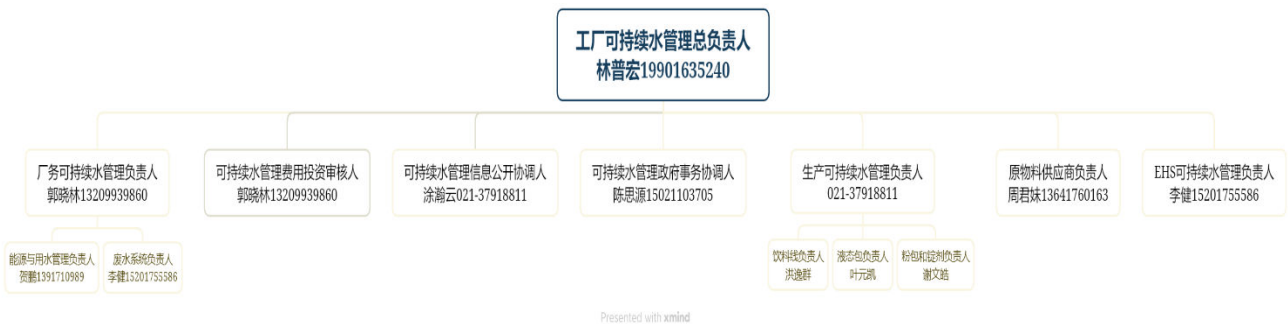 工厂可持续水管理总负责人
林普宏19901635240
厂务可持续水管理负责人
郭晓林13209939860
可持续水管理费用投资审核人
郭晓林13209939860
可持续水管理信息公开协调人
涂瀚云021-37918811
可持续水管理政府事务协调人
陈思源15021103705
生产可持续水管理负责人
021-37918811
原物料供应商负责人
周君妹13641760163
EHS可持续水管理负责人
李健15201755586
能源与用水管理负责人
贺鹏1391710989
废水系统负责人
李健15201755586
饮料线负责人
洪逸群
液态包负责人
叶元凯
粉包和锭剂负责人
谢文皓
Presented with xmind